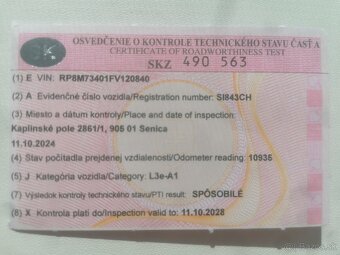 SK
OSVEDČENIE O KONTROLE TECHNICKÉHO STAVU ČASŤ A
CERTIFICATE OF ROADWORTHINESS TEST
SKZ 490 563
(1) E VIN: RP8M73401FV120840
(2) A Evidenčné číslo vozidla/Registration number: SI843CH
(3) Miesto a dátum kontroly/Place and date of inspection:
Kaplinské pole 2861/1, 905 01 Senica
11.10.2024
(4) Stav počítadla prejdenej vzdialenosti/Odometer reading: 10935
(5) J Kategória vozidla/Category: L3e-A1
(7) Výsledok kontroly technického stavu/PTI result: SPÔSOBILÉ
(8) X Kontrola platí do/Inspection valid to: 11.10.2028